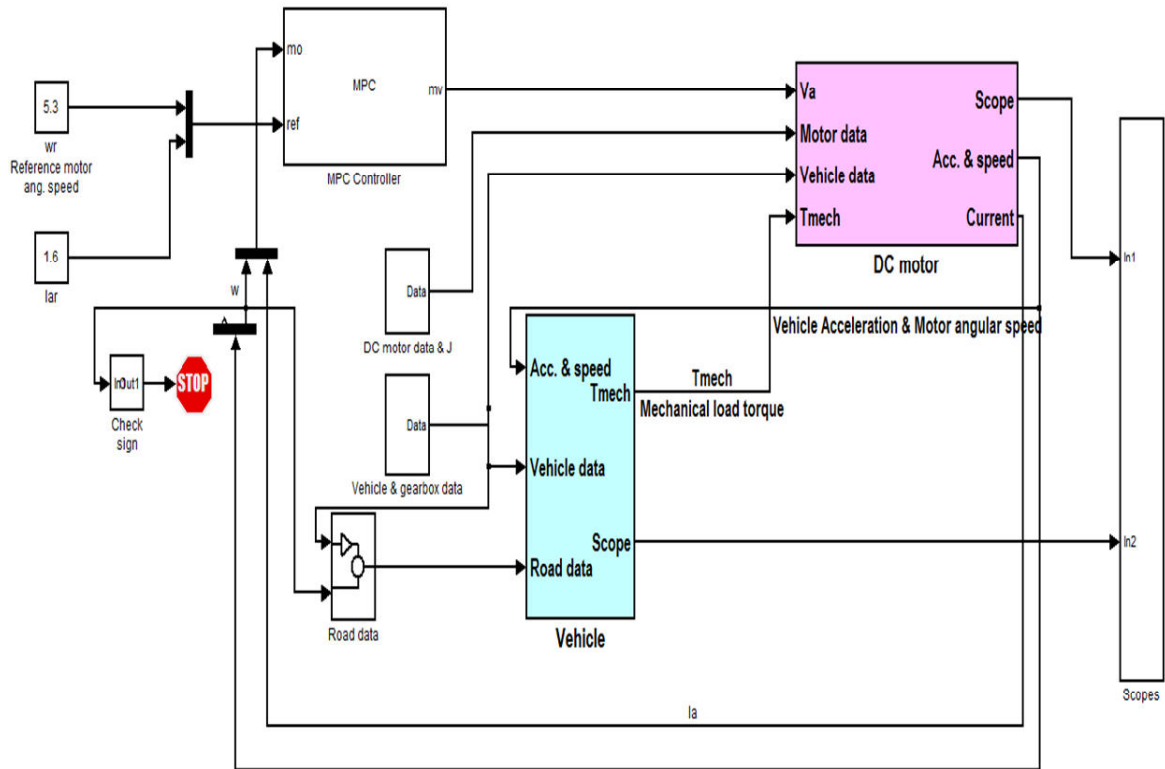 mo
MPC
mv
ref
MPC Controller
5.3
wr
Reference motor
ang. speed
1.6
Iar
w
Va
Motor data
Vehicle data
Tmech
Scope
Acc. & speed
Current
DC motor
In1
In2
Scopes
Data
DC motor data & J
Vehicle Acceleration & Motor angular speed
Out1
Check
sign
STOP
Data
Vehicle & gearbox data
Acc. & speed
Tmech
Vehicle data
Road data
Scope
Vehicle
Tmech
Mechanical load torque
Road data
Ia